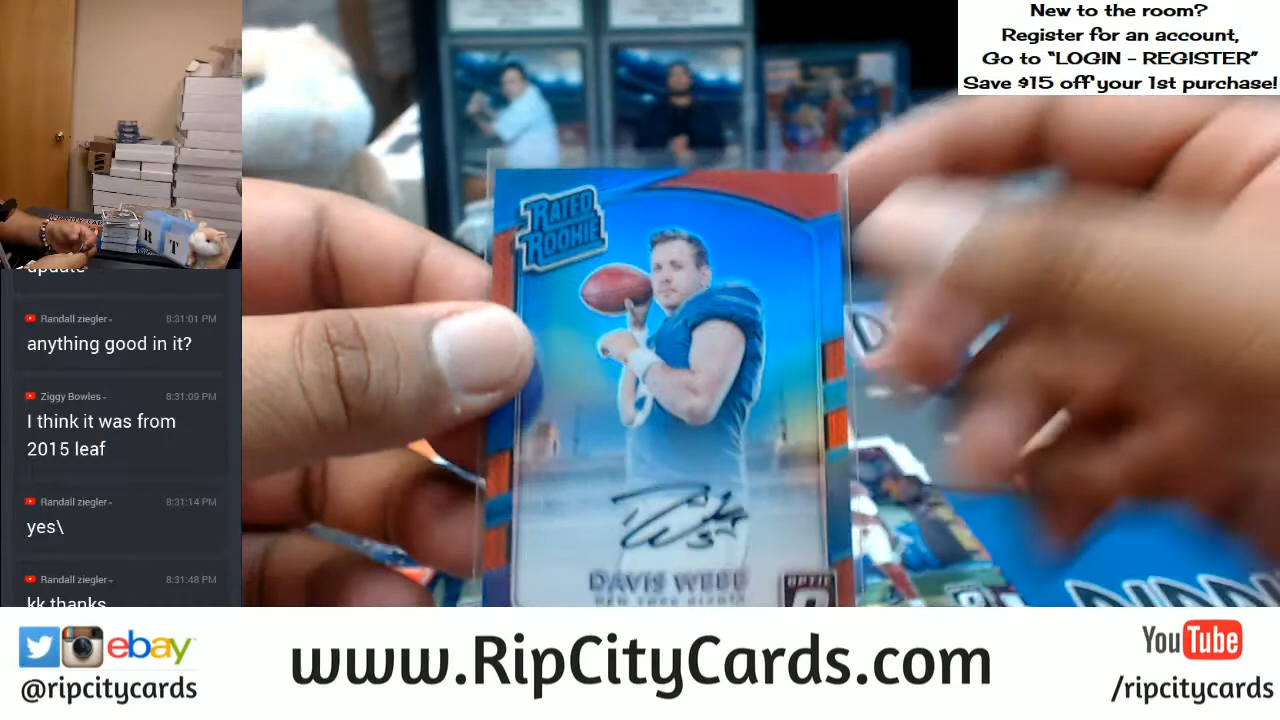 New to the room?
Register for an account,
Go to “LOGIN - REGISTER”
Save $15 off your 1st purchase!
update
Randall ziegler- 8:31:01 PM
anything good in it?
Ziggy Bowles- 8:31:09 PM
I think it was from
2015 leaf
Randall ziegler- 8:31:14 PM
yes\
Randall ziegler- 8:31:48 PM
kk thanks
R T
RATED
ROOKIE
DAVIS WEBB
NEW YORK GIANTS
OPTIC
ebay
@ripcitycards
www.RipCityCards.com
YouTube
/ripcitycards